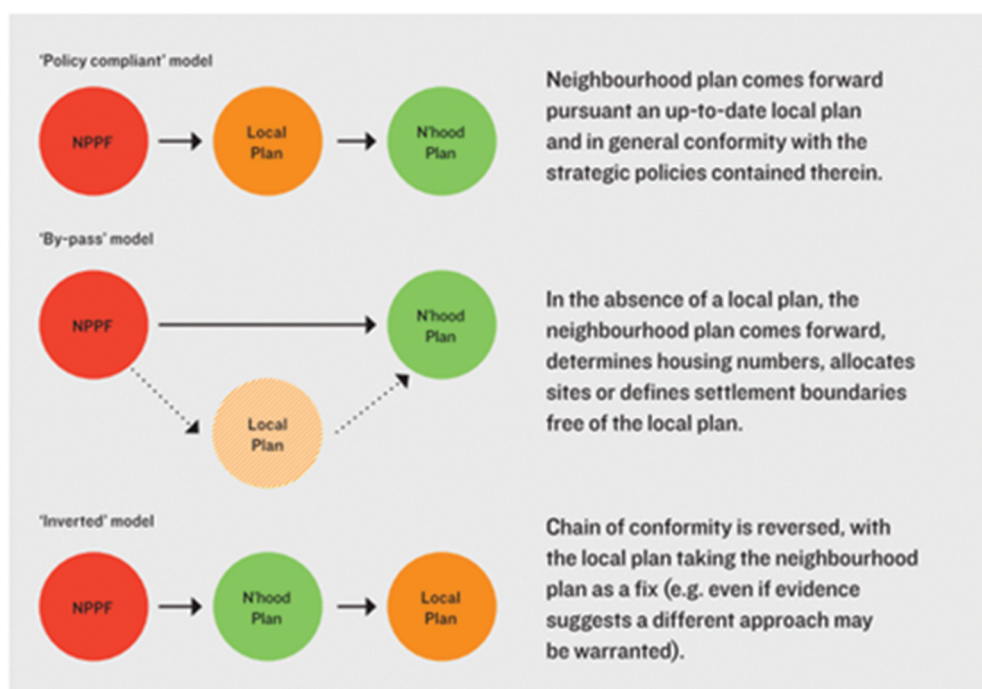 ‘Policy compliant’ model
NPPF
Local
Plan
N’hood
Plan
Neighbourhood plan comes forward
pursuant an up-to-date local plan
and in general conformity with the
strategic policies contained therein.
‘By-pass’ model
NPPF
N’hood
Plan
Local
Plan
In the absence of a local plan, the
neighbourhood plan comes forward,
determines housing numbers, allocates
sites or defines settlement boundaries
free of the local plan.
‘Inverted’ model
NPPF
N’hood
Plan
Local
Plan
Chain of conformity is reversed, with
the local plan taking the neighbourhood
plan as a fix (e.g. even if evidence
suggests a different approach may
be warranted).